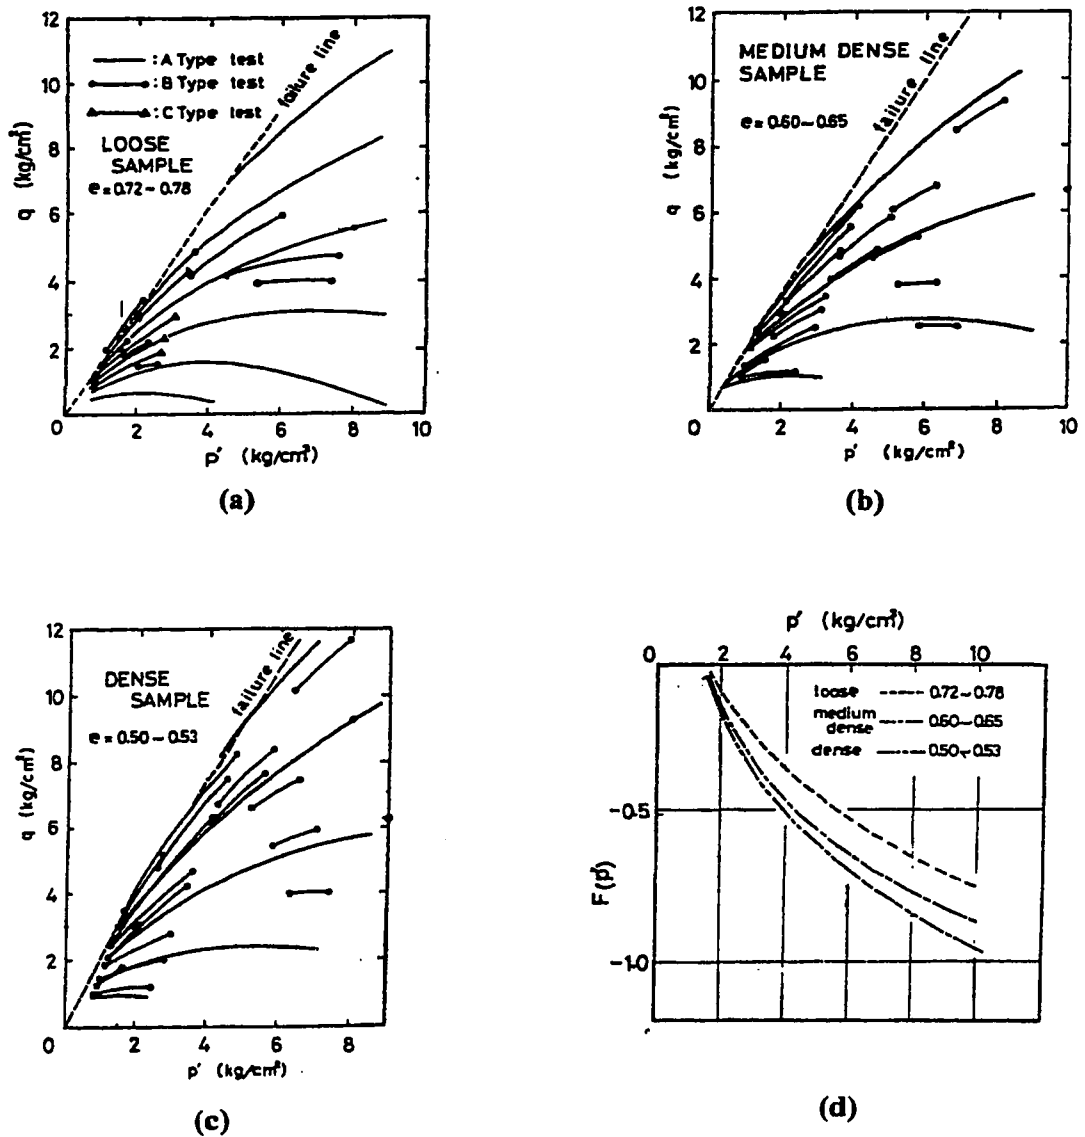 12
10
8
6
4
2
0
2
4
6
8
10
q (kg/cm²)
p′ (kg/cm²)
: A Type test
: B Type test
: C Type test
LOOSE
SAMPLE
e = 0.72 ~ 0.78
failure line
(a)
12
10
8
6
4
2
0
2
4
6
8
10
q (kg/cm²)
p′ (kg/cm²)
MEDIUM DENSE
SAMPLE
e = 0.60 ~ 0.65
failure line
(b)
12
10
8
6
4
2
0
2
4
6
8
q (kg/cm²)
p′ (kg/cm²)
DENSE
SAMPLE
e = 0.50 ~ 0.53
failure line
(c)
p′ (kg/cm²)
0
2
4
6
8
10
loose 0.72~0.78
medium
dense 0.60~0.65
dense 0.50~0.53
-0.5
F(p′)
-1.0
(d)